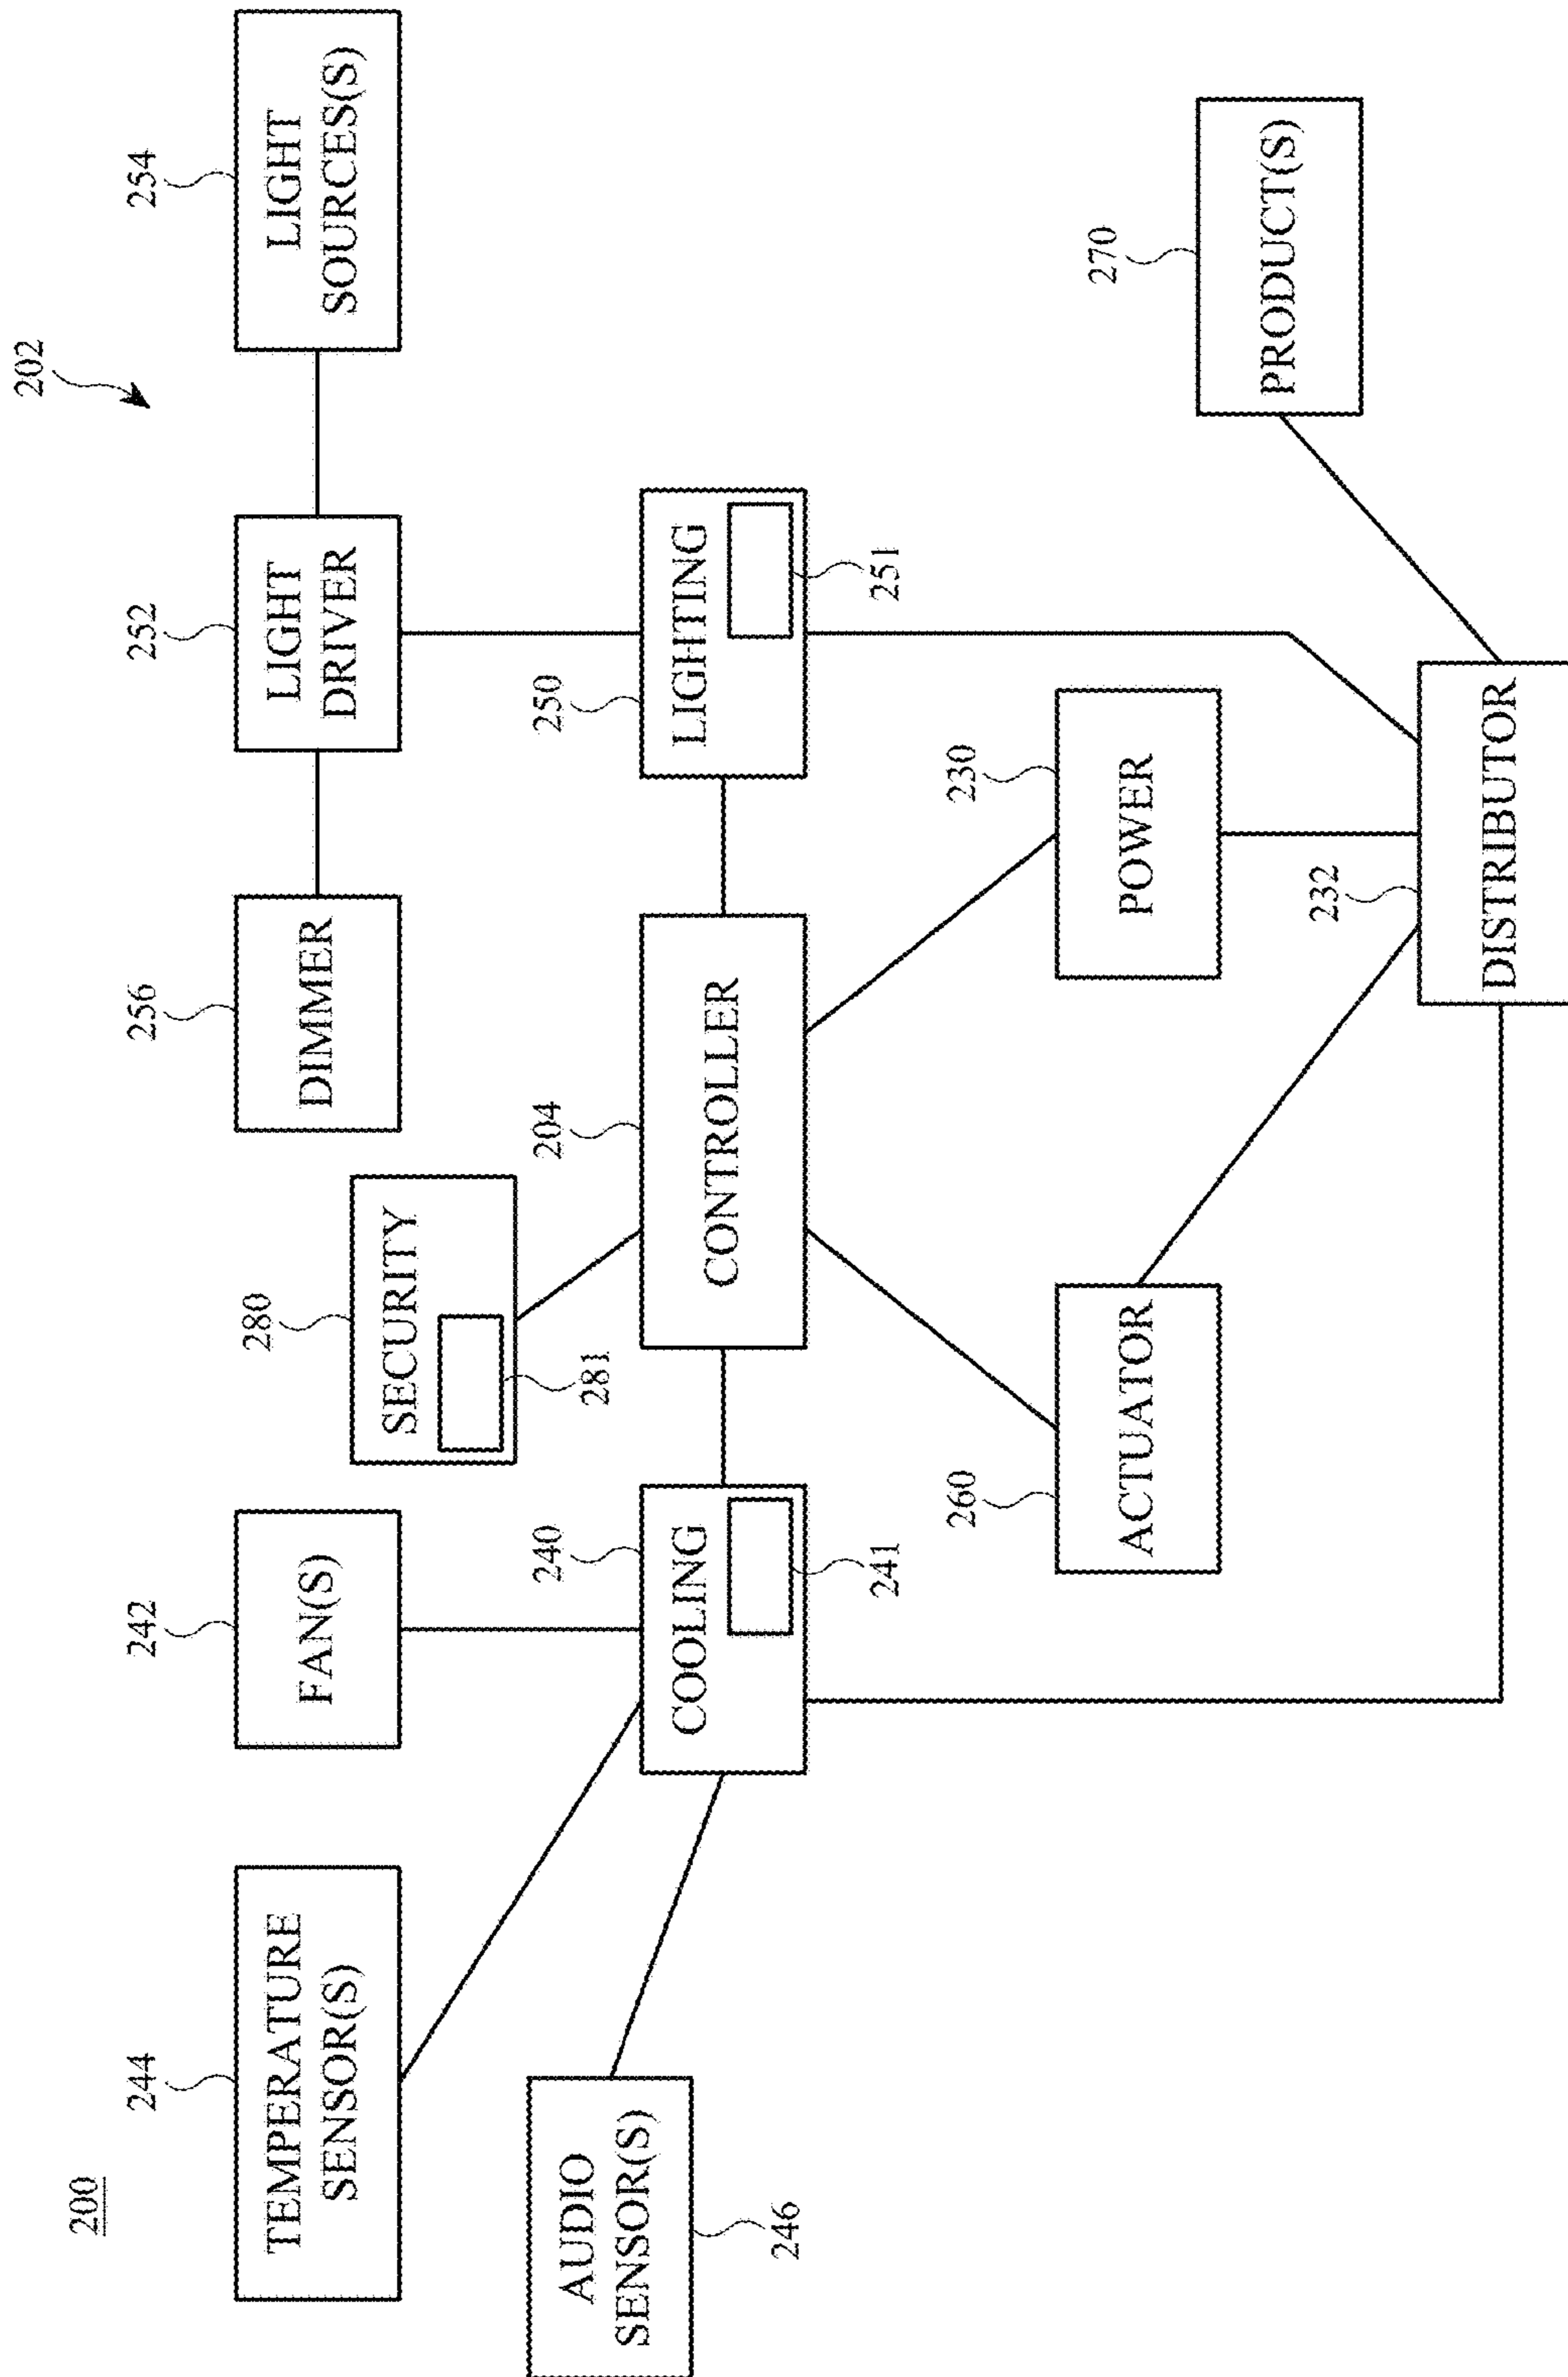 200
202
244
TEMPERATURE
SENSOR(S)
242
FAN(S)
256
DIMMER
252
LIGHT
DRIVER
254
LIGHT
SOURCES(S)
280
SECURITY
281
246
AUDIO
SENSOR(S)
240
COOLING
241
204
CONTROLLER
250
LIGHTING
251
260
ACTUATOR
230
POWER
270
PRODUCT(S)
232
DISTRIBUTOR